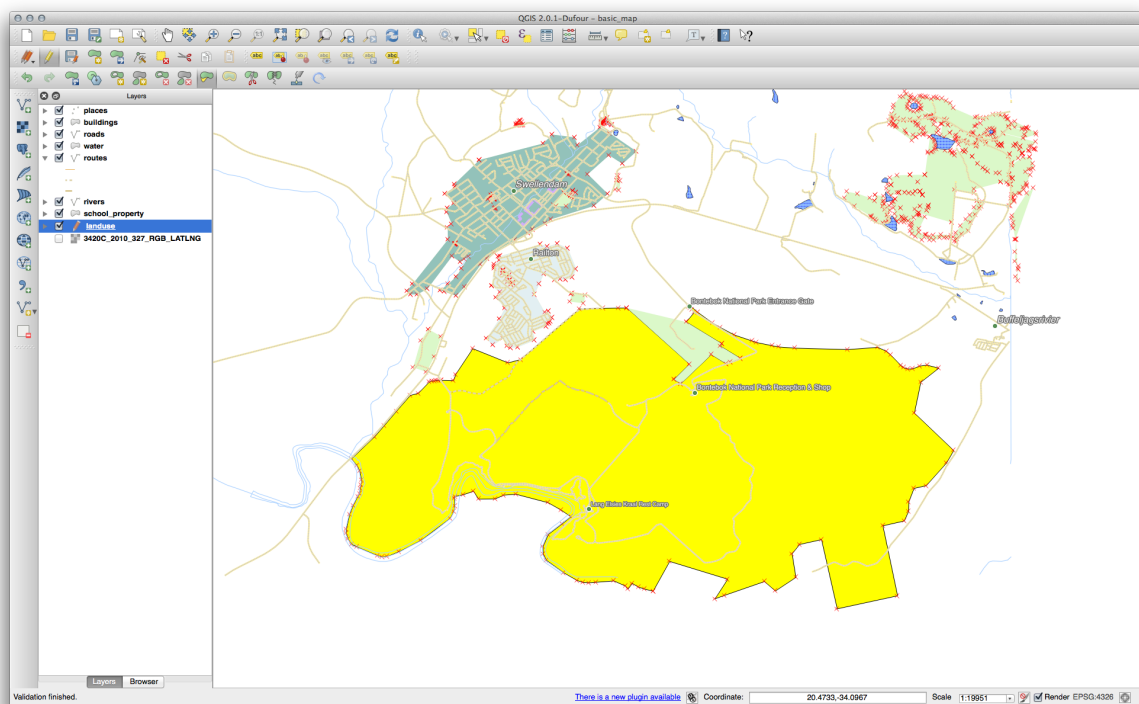 QGIS 2.0.1-Dufour - basic_map
Layers
places
buildings
roads
water
routes
rivers
school_property
landuse
3420C_2010_327_RGB_LATLNG
Swellendam
Railton
Bontebok National Park Entrance Gate
Buffeljagsrivier
Bontebok National Park Reception & Shop
Lang Elsies Kraal Rest Camp
Layers Browser
Validation finished. There is a new plugin available Coordinate: 20.4733,-34.0967 Scale 1:19951 Render EPSG:4326